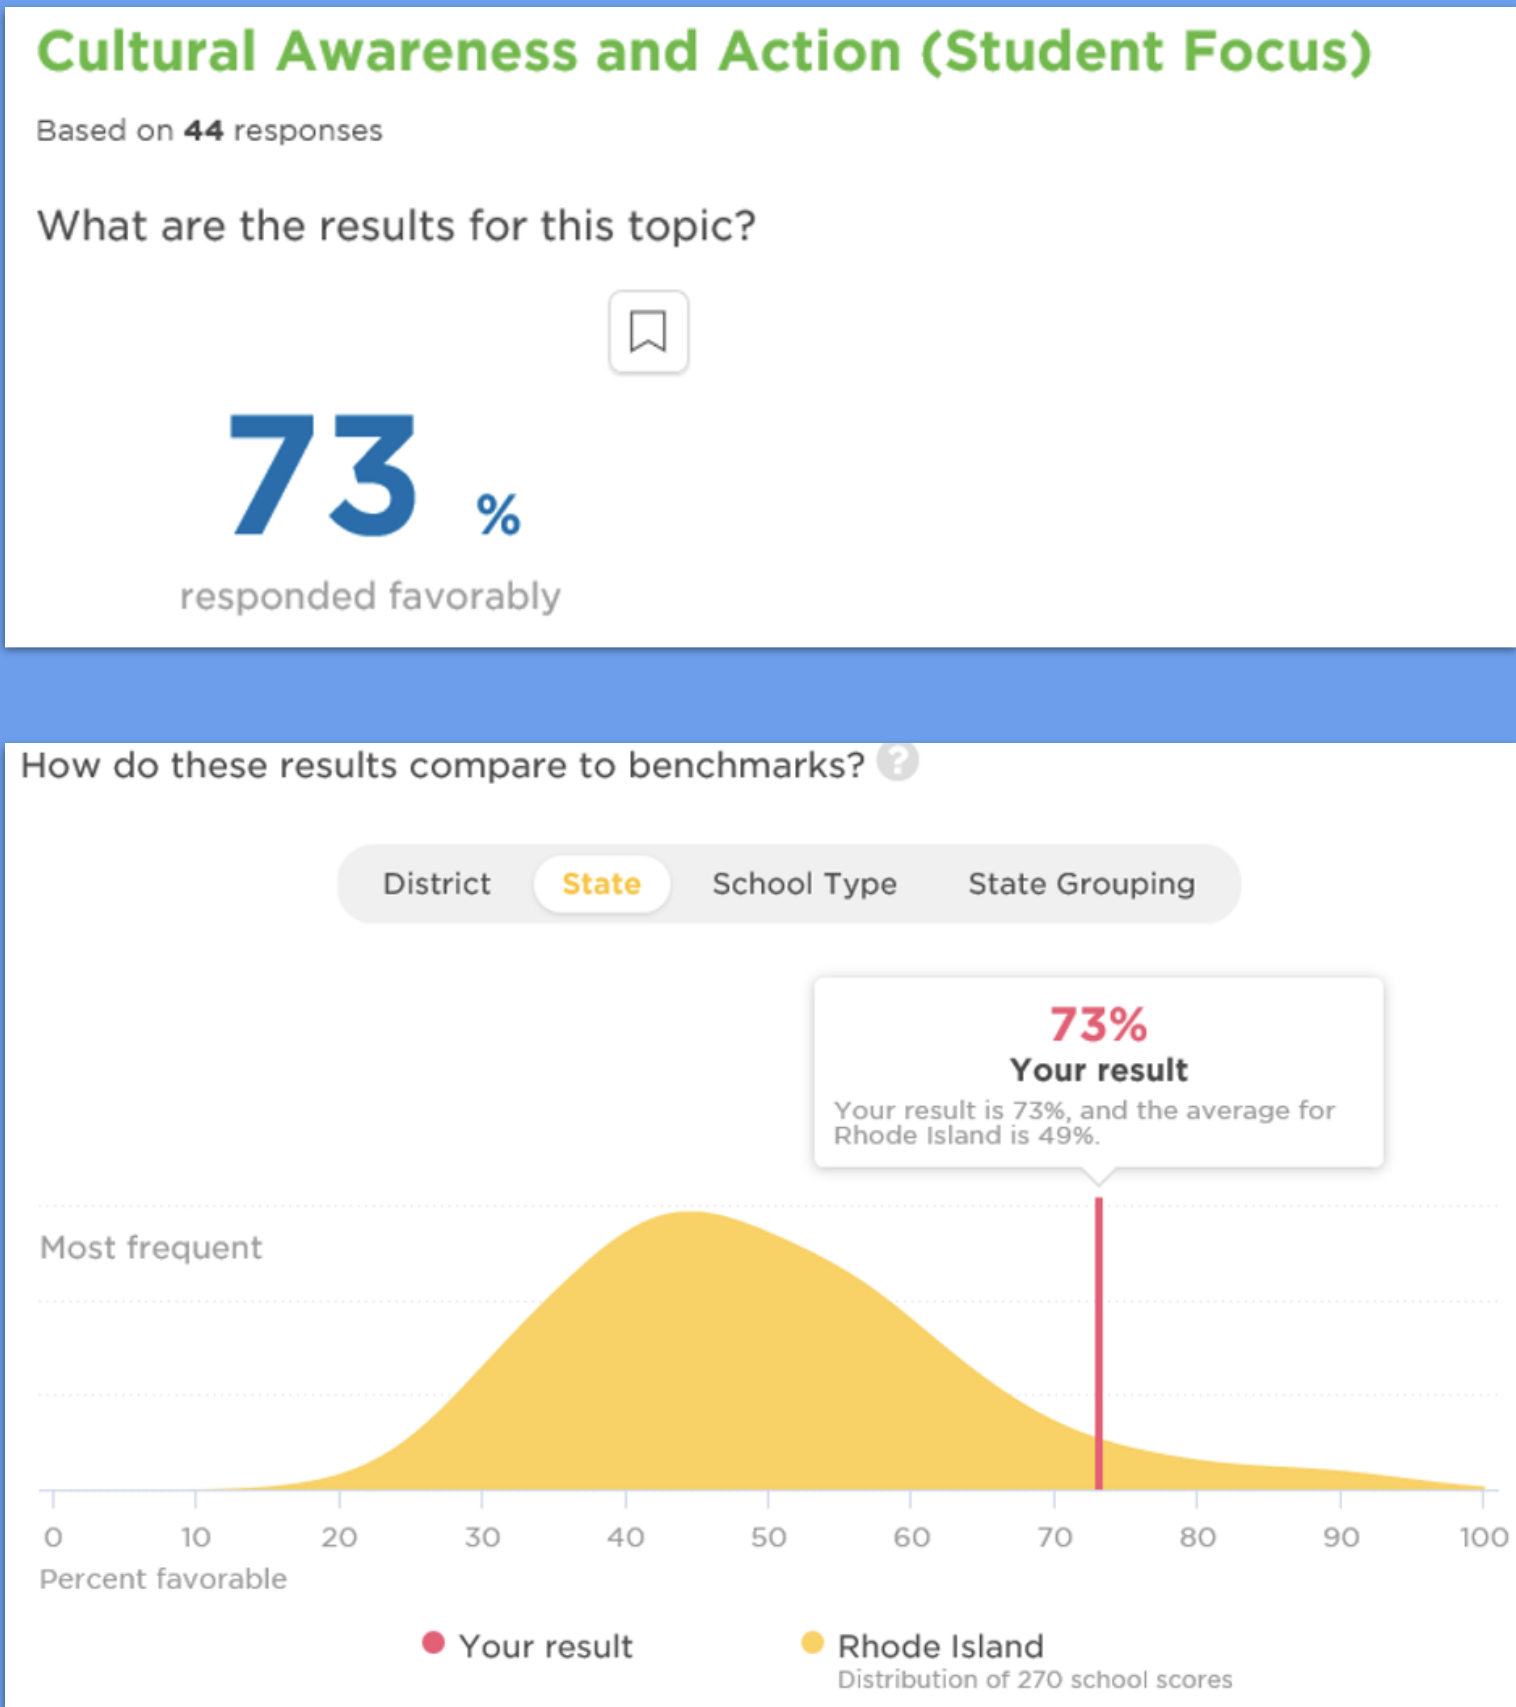 Cultural Awareness and Action (Student Focus)
Based on 44 responses
What are the results for this topic?
73 %
responded favorably
How do these results compare to benchmarks? ?
District State School Type State Grouping
73%
Your result
Your result is 73%, and the average for
Rhode Island is 49%.
Most frequent
0 10 20 30 40 50 60 70 80 90 100
Percent favorable
Your result Rhode Island
Distribution of 270 school scores